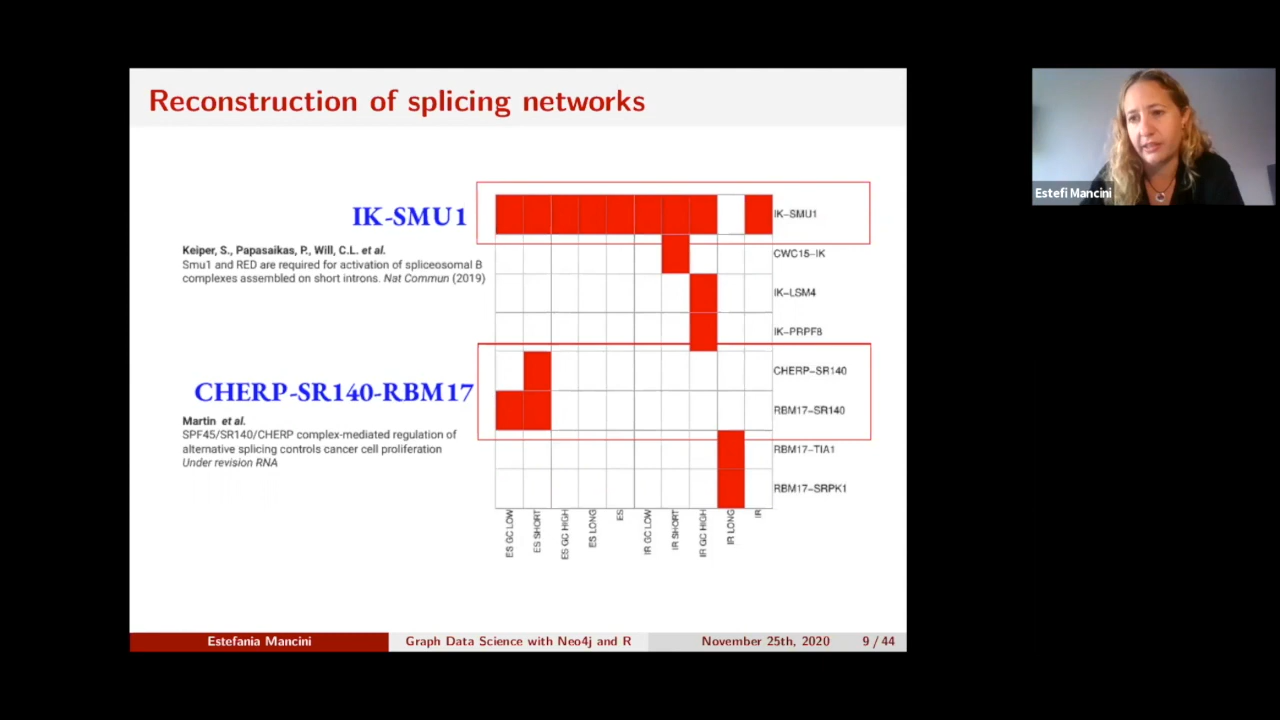 Reconstruction of splicing networks
Estefi Mancini
IK-SMU1
Keiper, S., Papasaikas, P., Will, C.L. et al.
Smu1 and RED are required for activation of spliceosomal B
complexes assembled on short introns. Nat Commun (2019)
CHERP-SR140-RBM17
Martin et al.
SPF45/SR140/CHERP complex-mediated regulation of
alternative splicing controls cancer cell proliferation
Under revision RNA
IK–SMU1
CWC15–IK
IK–LSM4
IK–PRPF8
CHERP–SR140
RBM17–SR140
RBM17–TIA1
RBM17–SRPK1
ES GC LOW
ES SHORT
ES GC HIGH
ES LONG
ES
IR GC LOW
IR SHORT
IR GC HIGH
IR LONG
IR
Estefania Mancini
Graph Data Science with Neo4j and R
November 25th, 2020
9 / 44